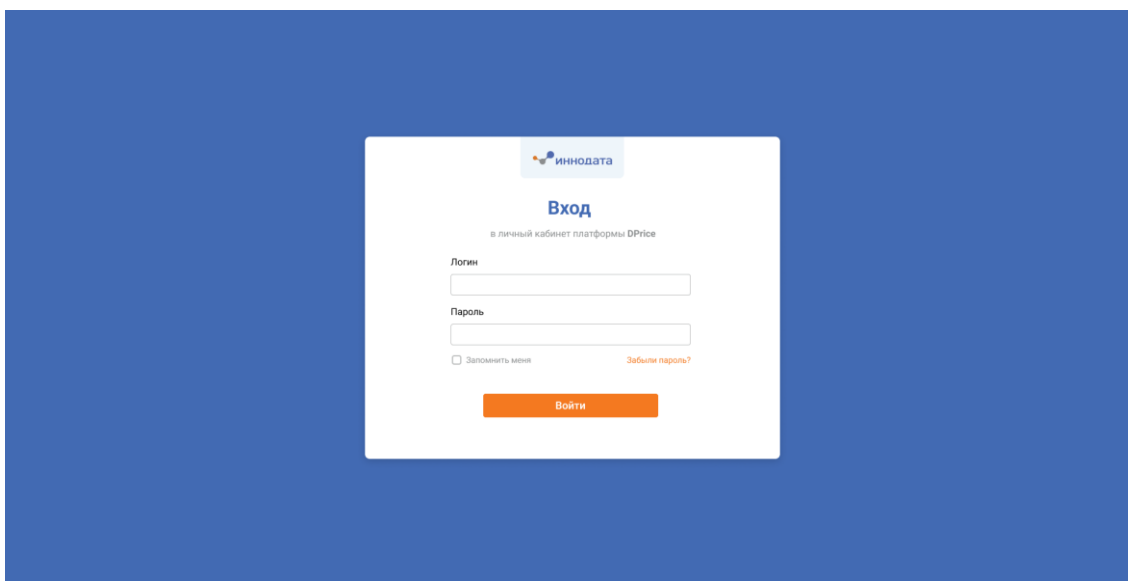 иннодата
Вход
в личный кабинет платформы DPrice
Логин
Пароль
Запомнить меня Забыли пароль?
Войти